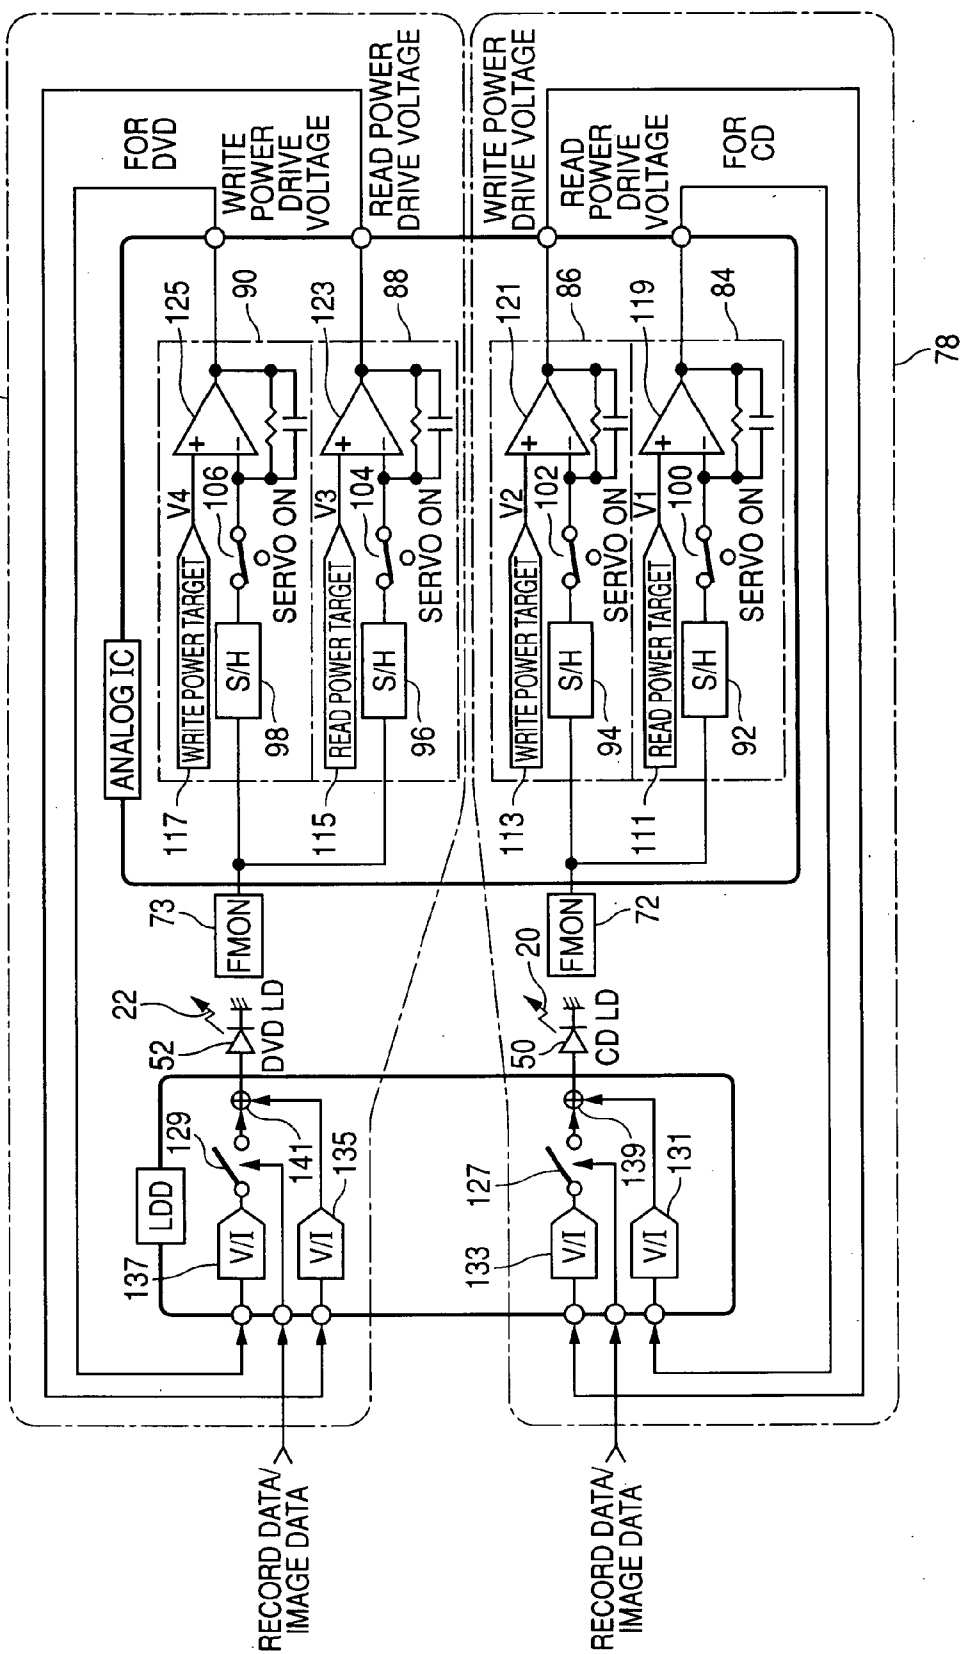 FOR
DVD
WRITE
POWER
DRIVE
VOLTAGE
READ POWER
DRIVE VOLTAGE
WRITE POWER
DRIVE VOLTAGE
READ
POWER
DRIVE
VOLTAGE
FOR
CD
ANALOG IC
125
90
V4
106
WRITE POWER TARGET
SERVO ON
S/H
98
117
123
88
V3
104
READ POWER TARGET
SERVO ON
S/H
96
115
121
86
V2
102
WRITE POWER TARGET
SERVO ON
S/H
94
113
119
84
V1
100
READ POWER TARGET
SERVO ON
S/H
92
111
78
73
FMON
72
FMON
22
52
DVD LD
20
50
CD LD
LDD
129
141
135
137
V/I
V/I
127
139
131
133
V/I
V/I
RECORD DATA/
IMAGE DATA
RECORD DATA/
IMAGE DATA
+
−
+
−
+
−
+
−